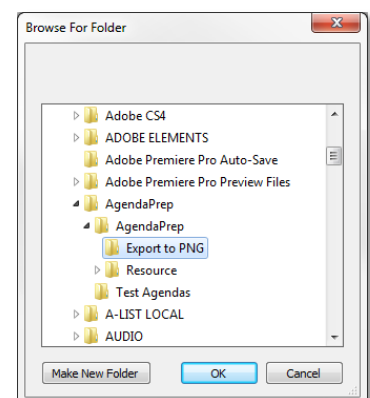 Browse For Folder
Adobe CS4
ADOBE ELEMENTS
Adobe Premiere Pro Auto-Save
Adobe Premiere Pro Preview Files
AgendaPrep
AgendaPrep
Export to PNG
Resource
Test Agendas
A-LIST LOCAL
AUDIO
Make New Folder OK Cancel